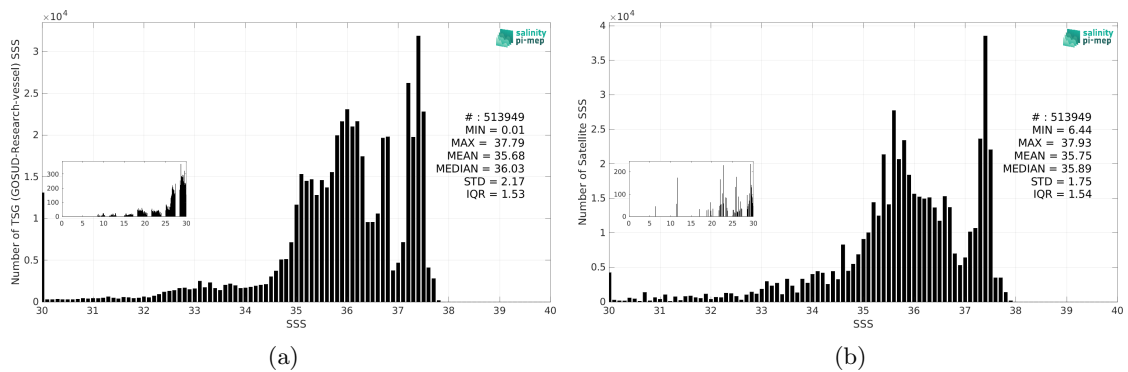 ×10⁴
salinity
pi-mep
Number of TSG (GOSUD-Research-vessel) SSS
3
2.5
2
1.5
1
0.5
0
# : 513949
MIN = 0.01
MAX = 37.79
MEAN = 35.68
MEDIAN = 36.03
STD = 2.17
IQR = 1.53
300
200
100
0
0 5 10 15 20 25 30
30 31 32 33 34 35 36 37 38 39 40
SSS
(a)
×10⁴
salinity
pi-mep
Number of Satellite SSS
4
3.5
3
2.5
2
1.5
1
0.5
0
# : 513949
MIN = 6.44
MAX = 37.93
MEAN = 35.75
MEDIAN = 35.89
STD = 1.75
IQR = 1.54
200
100
0
0 5 10 15 20 25 30
30 31 32 33 34 35 36 37 38 39 40
SSS
(b)